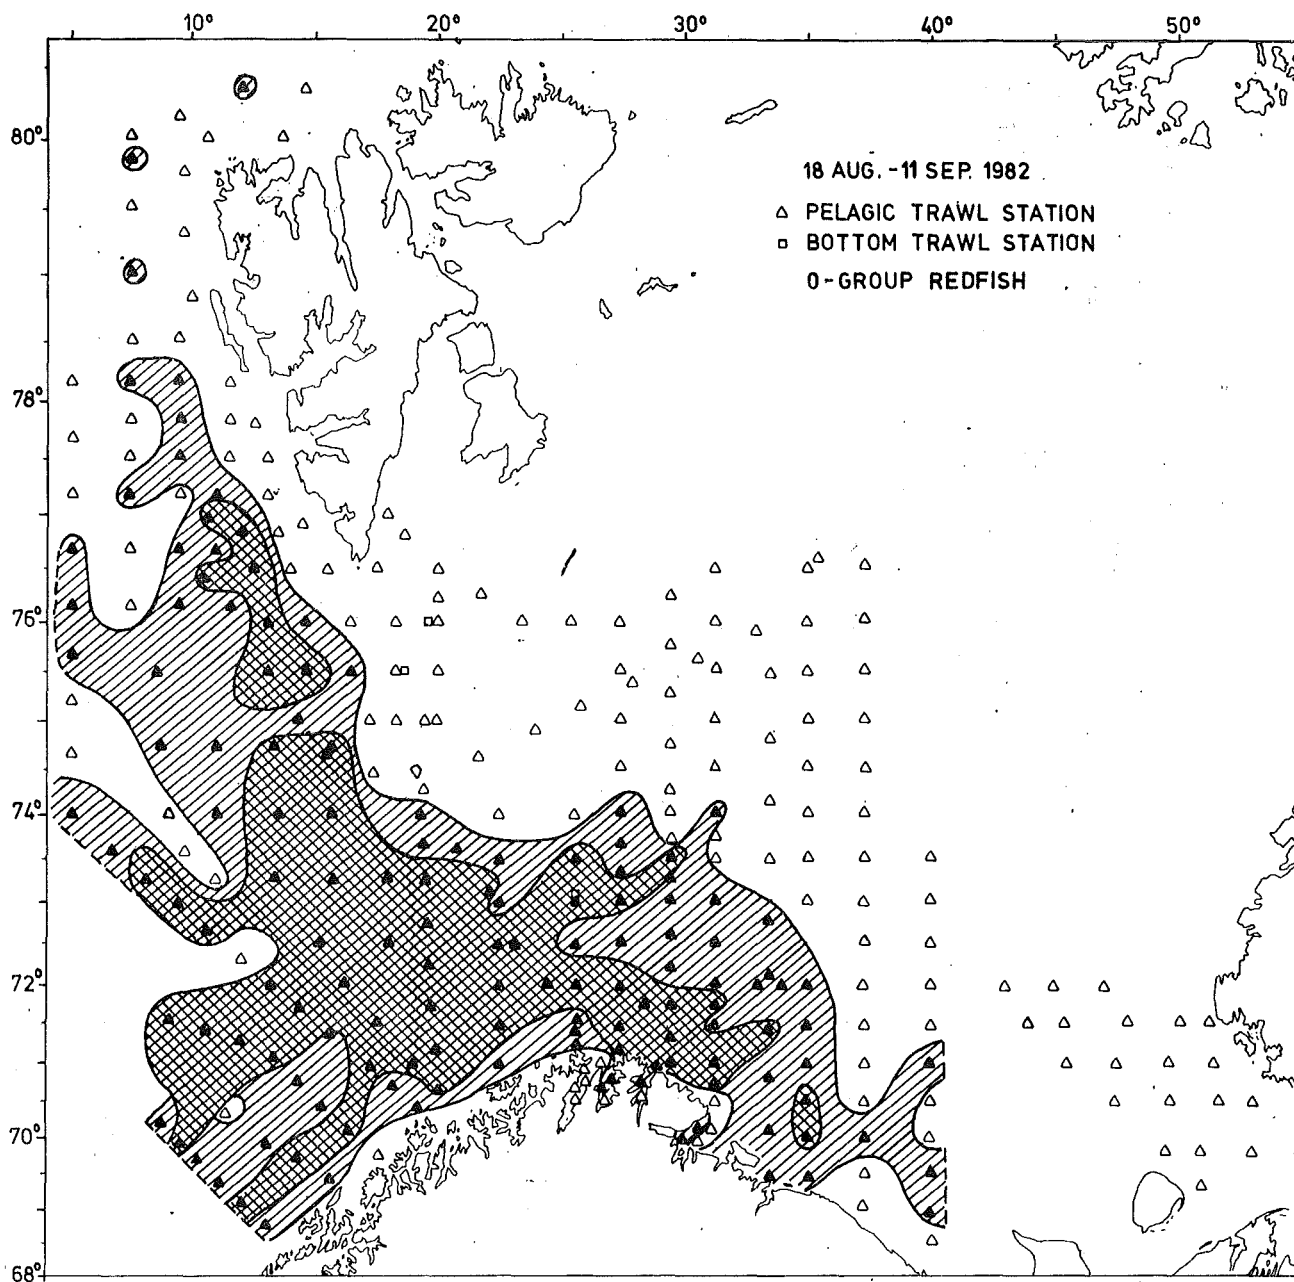 10° 20° 30° 40° 50°
80°
18 AUG. - 11 SEP. 1982
△ PELAGIC TRAWL STATION
□ BOTTOM TRAWL STATION
0-GROUP REDFISH
78°
76°
74°
72°
70°
68°